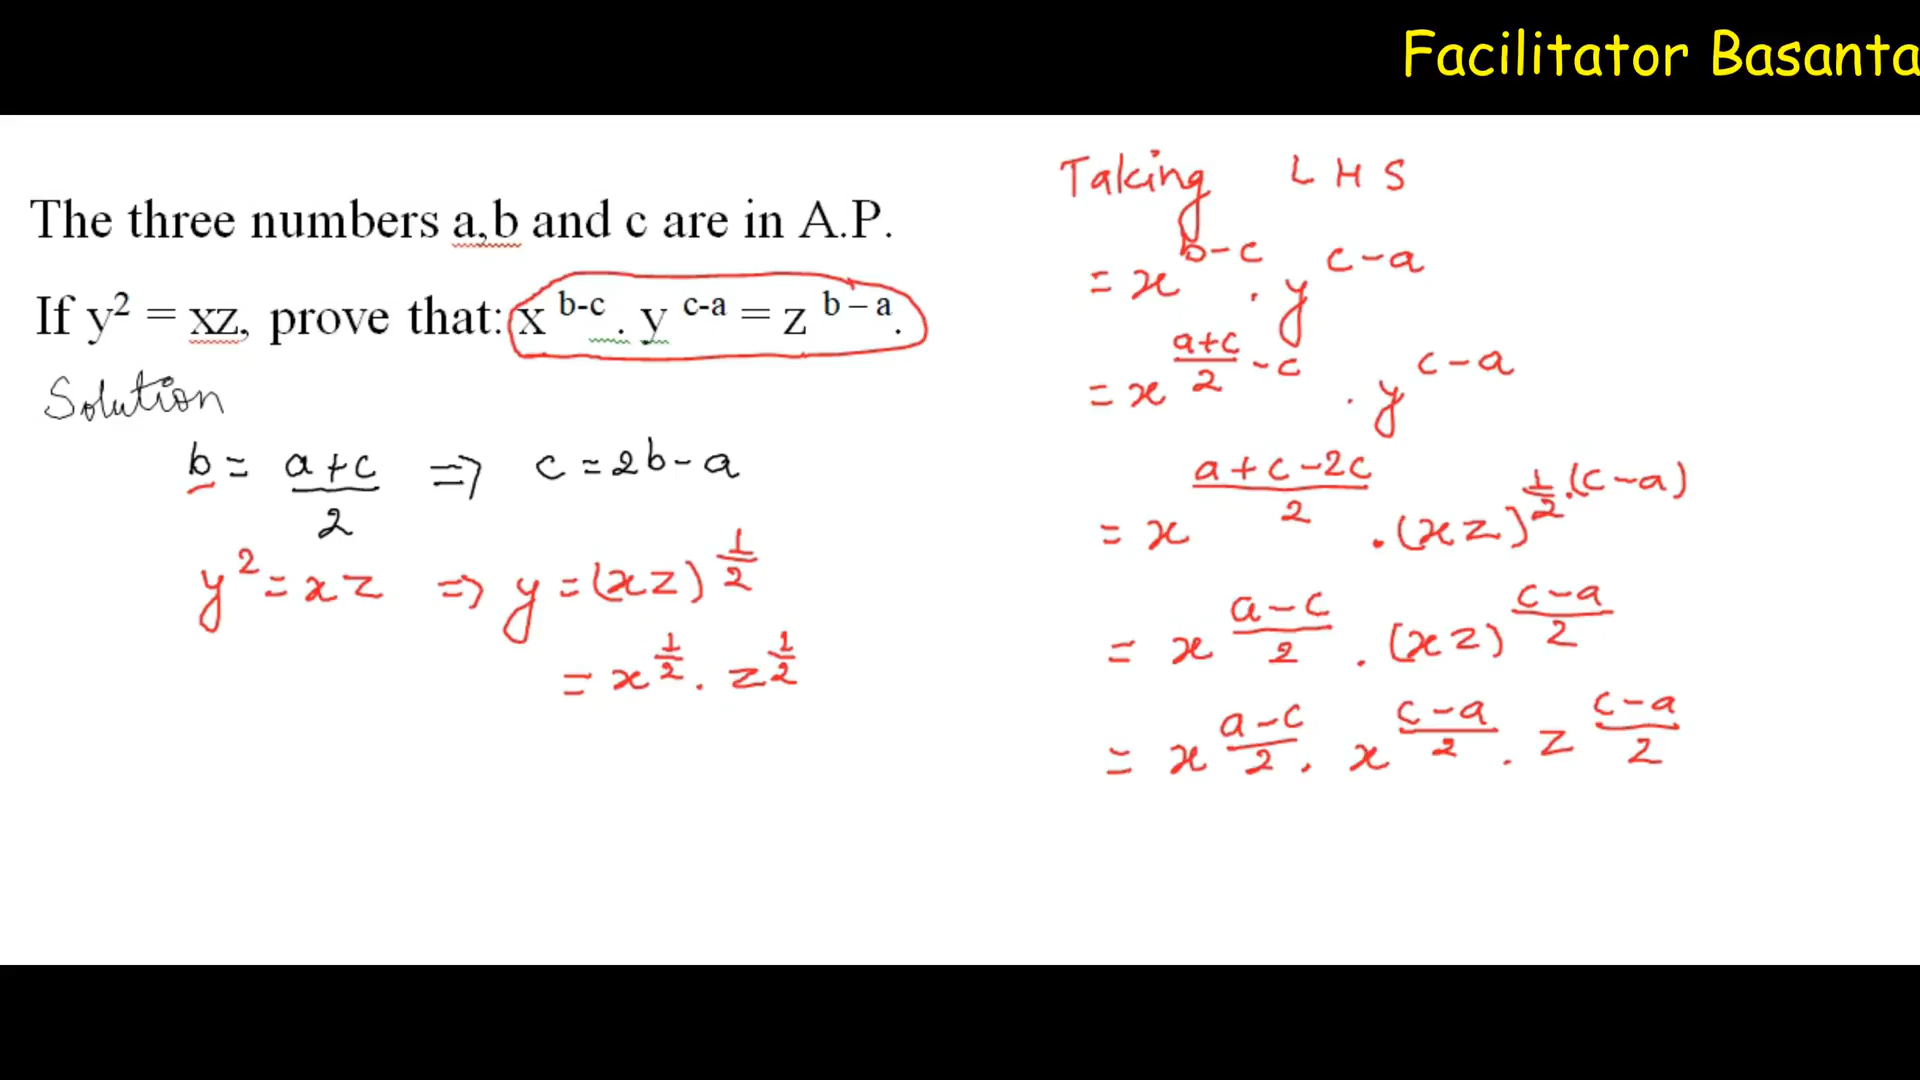 Facilitator Basanta
The three numbers a,b and c are in A.P.
If y² = xz, prove that: x^(b-c) . y^(c-a) = z^(b – a).
Solution
b = (a+c)/2 => c = 2b - a
y² = xz => y = (xz)^(1/2)
= x^(1/2) . z^(1/2)
Taking LHS
= x^(b-c) . y^(c-a)
= x^((a+c)/2 - c) . y^(c-a)
= x^((a+c-2c)/2) . (xz)^(1/2 .(c-a))
= x^((a-c)/2) . (xz)^((c-a)/2)
= x^((a-c)/2) . x^((c-a)/2) . z^((c-a)/2)